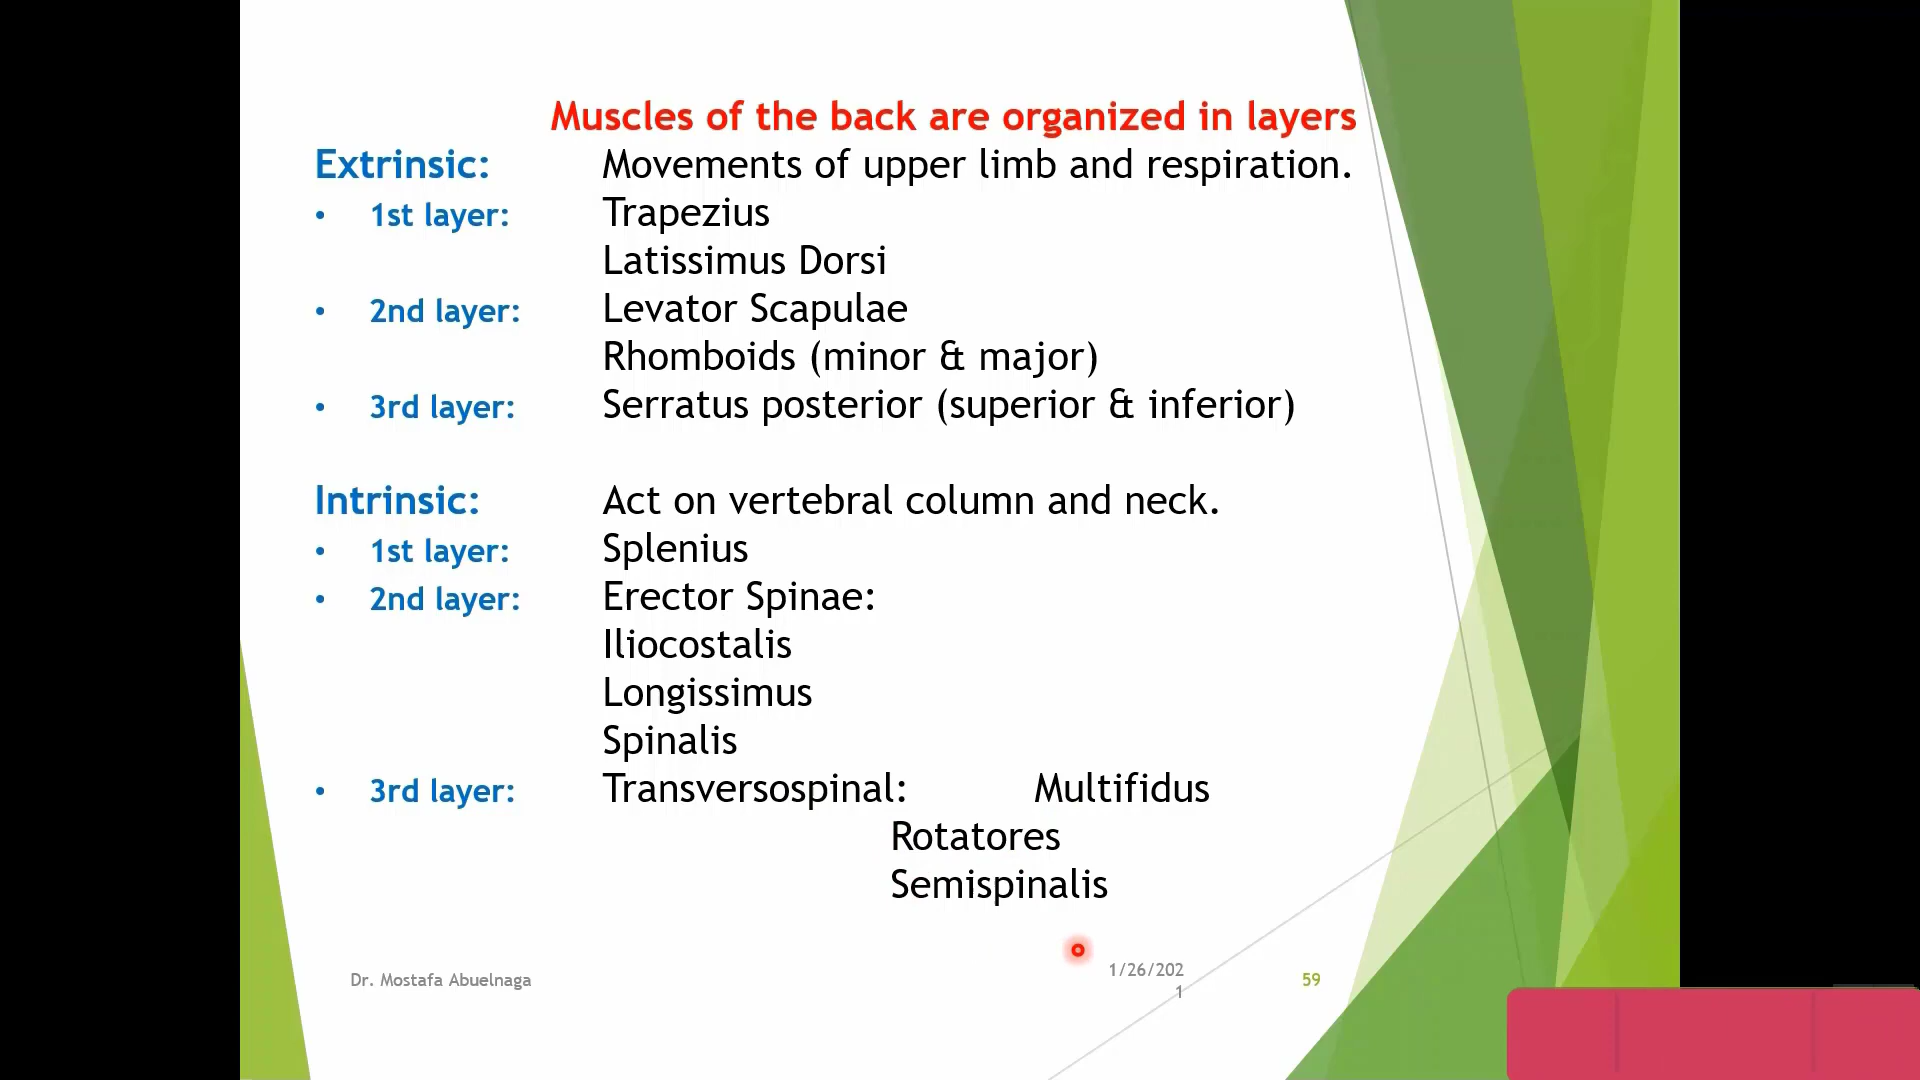 Muscles of the back are organized in layers
Extrinsic: Movements of upper limb and respiration.
• 1st layer: Trapezius
Latissimus Dorsi
• 2nd layer: Levator Scapulae
Rhomboids (minor & major)
• 3rd layer: Serratus posterior (superior & inferior)
Intrinsic: Act on vertebral column and neck.
• 1st layer: Splenius
• 2nd layer: Erector Spinae:
Iliocostalis
Longissimus
Spinalis
• 3rd layer: Transversospinal: Multifidus
Rotatores
Semispinalis
Dr. Mostafa Abuelnaga
1/26/202
1
59